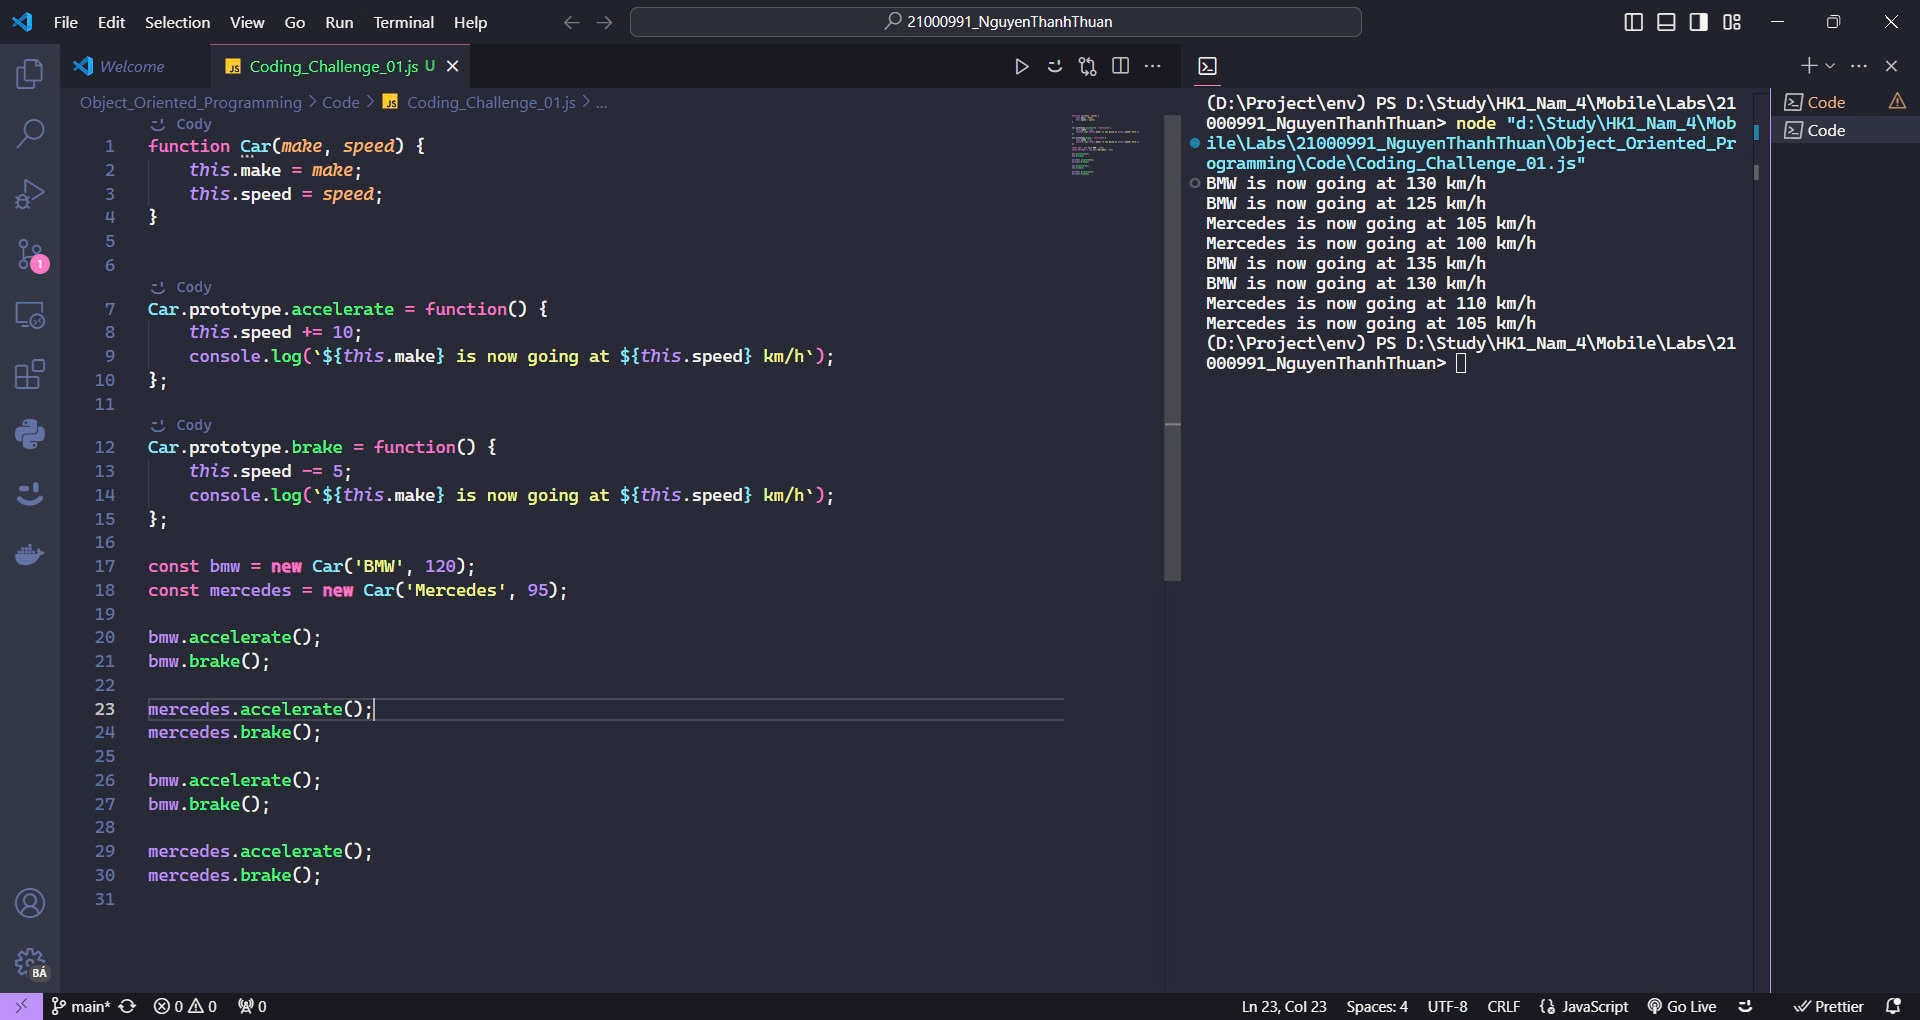 File Edit Selection View Go Run Terminal Help
21000991_NguyenThanhThuan
Welcome
Coding_Challenge_01.js U
Object_Oriented_Programming > Code > JS Coding_Challenge_01.js > ...
Cody
1 function Car(make, speed) {
2 this.make = make;
3 this.speed = speed;
4 }
5
6
Cody
7 Car.prototype.accelerate = function() {
8 this.speed += 10;
9 console.log(`${this.make} is now going at ${this.speed} km/h`);
10 };
11
Cody
12 Car.prototype.brake = function() {
13 this.speed -= 5;
14 console.log(`${this.make} is now going at ${this.speed} km/h`);
15 };
16
17 const bmw = new Car('BMW', 120);
18 const mercedes = new Car('Mercedes', 95);
19
20 bmw.accelerate();
21 bmw.brake();
22
23 mercedes.accelerate();
24 mercedes.brake();
25
26 bmw.accelerate();
27 bmw.brake();
28
29 mercedes.accelerate();
30 mercedes.brake();
31
(D:\Project\env) PS D:\Study\HK1_Nam_4\Mobile\Labs\21
000991_NguyenThanhThuan> node "d:\Study\HK1_Nam_4\Mob
ile\Labs\21000991_NguyenThanhThuan\Object_Oriented_Pr
ogramming\Code\Coding_Challenge_01.js"
BMW is now going at 130 km/h
BMW is now going at 125 km/h
Mercedes is now going at 105 km/h
Mercedes is now going at 100 km/h
BMW is now going at 135 km/h
BMW is now going at 130 km/h
Mercedes is now going at 110 km/h
Mercedes is now going at 105 km/h
(D:\Project\env) PS D:\Study\HK1_Nam_4\Mobile\Labs\21
000991_NguyenThanhThuan>
Code
Code
1
BÁ
main* 0 0 0
Ln 23, Col 23 Spaces: 4 UTF-8 CRLF {} JavaScript Go Live Prettier